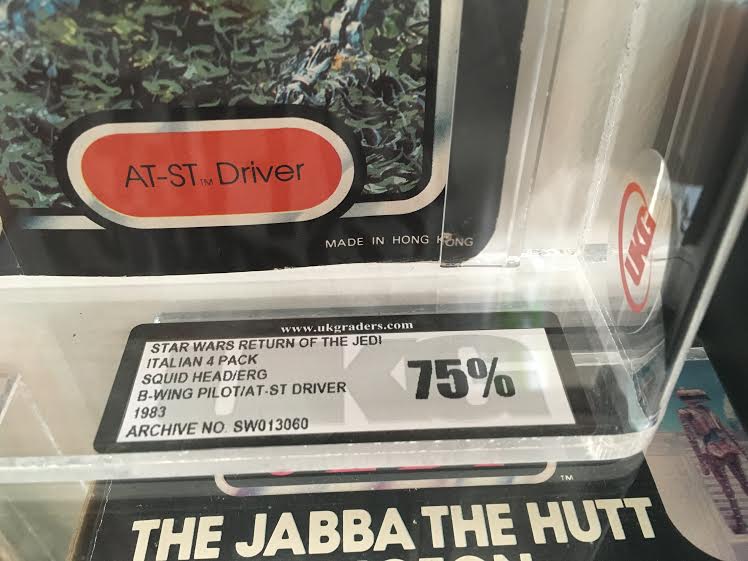 AT-ST™ Driver
MADE IN HONG KONG
UKG
www.ukgraders.com
STAR WARS RETURN OF THE JEDI
ITALIAN 4 PACK
SQUID HEAD/ERG
B-WING PILOT/AT-ST DRIVER
1983
ARCHIVE NO. SW013060
75%
TM
THE JABBA THE HUTT